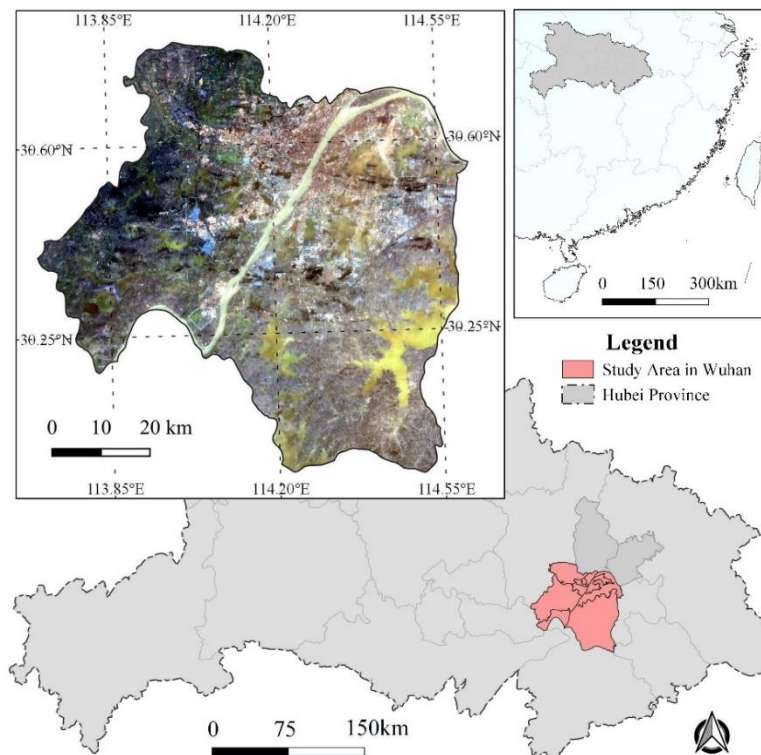 113.85°E
114.20°E
114.55°E
30.60°N
30.60°N
30.25°N
30.25°N
0 10 20 km
113.85°E
114.20°E
114.55°E
0 150 300km
Legend
Study Area in Wuhan
Hubei Province
0 75 150km